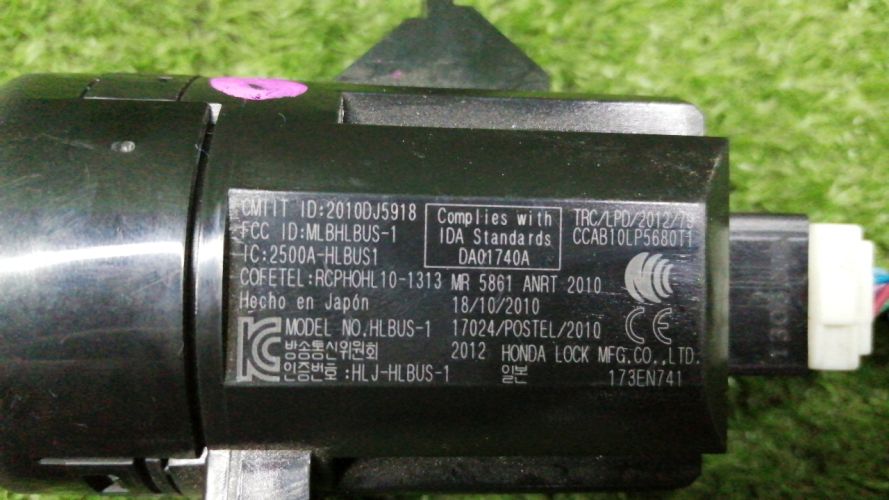 CMIIT ID:2010DJ5918
FCC ID:MLBHLBUS-1
IC:2500A-HLBUS1
Complies with
IDA Standards
DA01740A
TRC/LPD/2012/79
CCAB10LP5680T1
COFETEL:RCPHOHL10-1313 MR 5861 ANRT 2010
Hecho en Japón 18/10/2010
MODEL NO.HLBUS-1 17024/POSTEL/2010
방송통신위원회 2012 HONDA LOCK MFG.CO.,LTD.
인증번호 :HLJ-HLBUS-1 일본 173EN741
CE